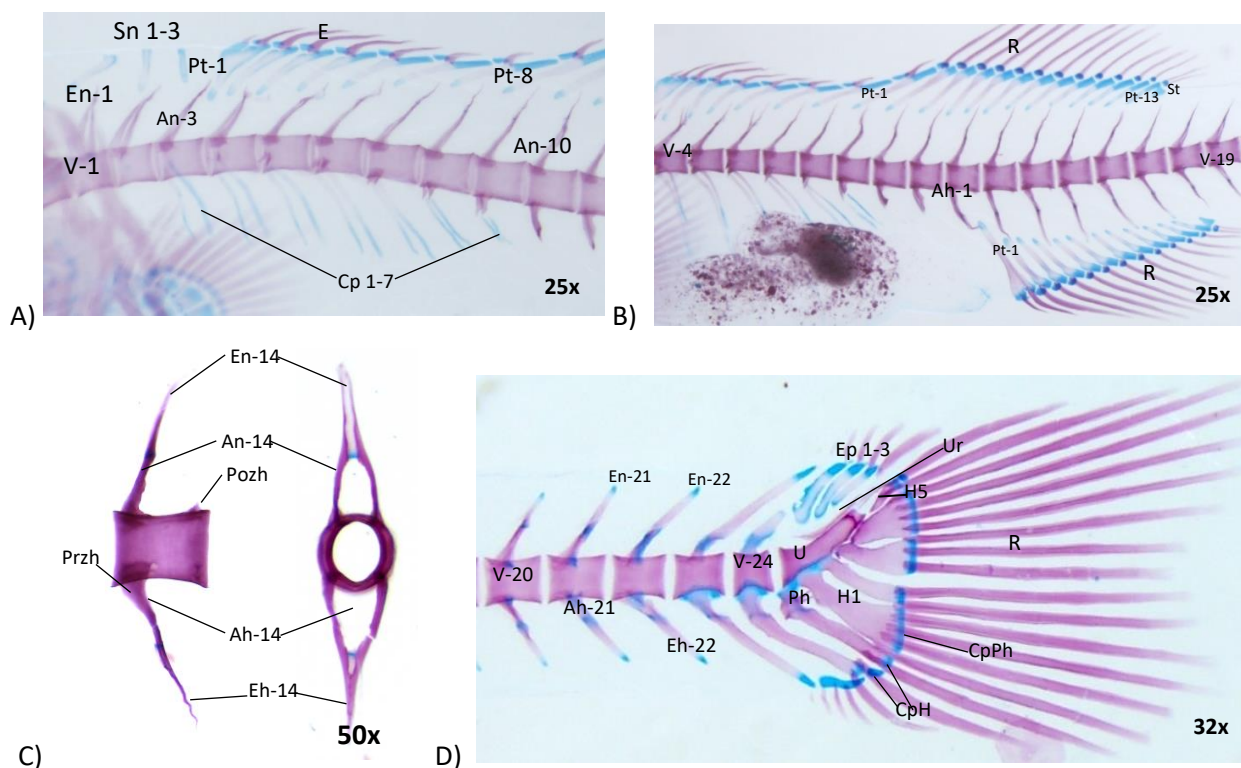 Sn 1-3
E
Pt-1
Pt-8
En-1
An-3
An-10
V-1
Cp 1-7
25x
A)
R
Pt-1
Pt-13
St
V-4
V-19
Ah-1
Pt-1
R
25x
B)
En-14
An-14
Pozh
Przh
Ah-14
Eh-14
50x
C)
Ep 1-3
Ur
En-21
En-22
H5
R
U
V-24
V-20
Ph
H1
Ah-21
Eh-22
CpPh
CpH
32x
D)